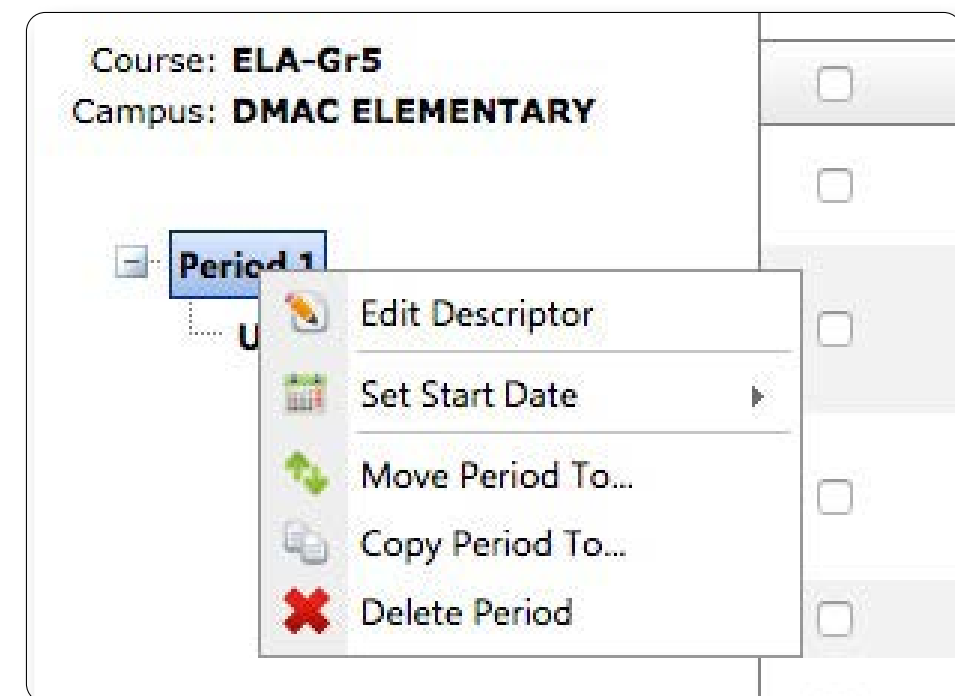 Course: ELA-Gr5
Campus: DMAC ELEMENTARY
Period 1
Edit Descriptor
Set Start Date
Move Period To...
Copy Period To...
Delete Period